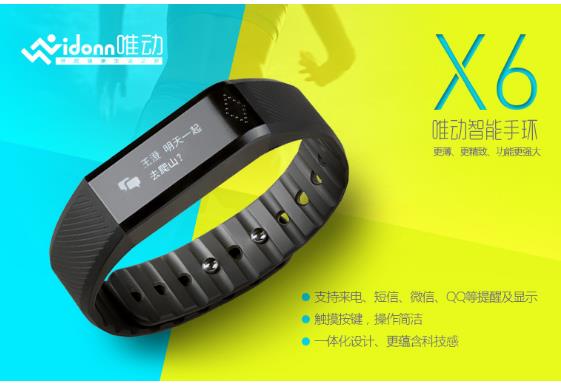 Widonn唯动
X6
唯动智能手环
更薄、更精致、功能更强大
王澄 明天一起
去爬山?
支持来电、短信、微信、QQ等提醒及显示
触摸按键，操作简洁
一体化设计、更蕴含科技感